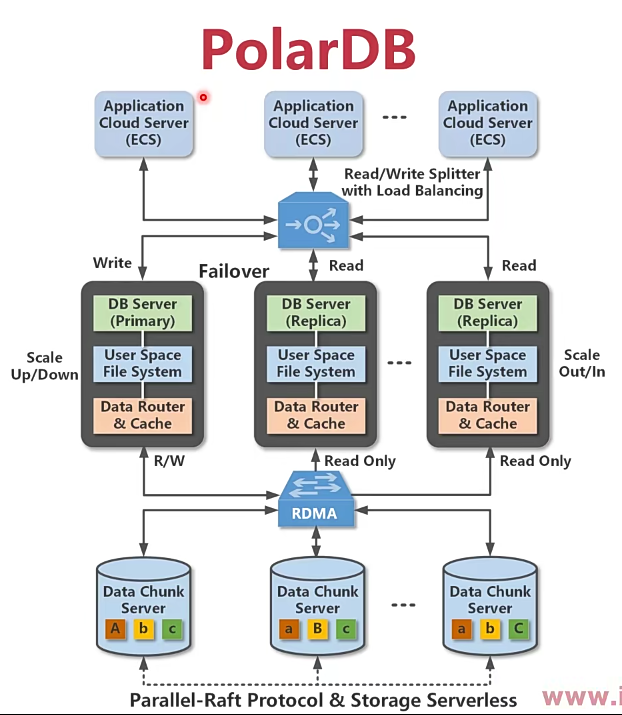 PolarDB
Application
Cloud Server
(ECS)
Application
Cloud Server
(ECS)
Application
Cloud Server
(ECS)
Read/Write Splitter
with Load Balancing
Write
Failover
Read
Read
DB Server
(Primary)
User Space
File System
Data Router
& Cache
DB Server
(Replica)
User Space
File System
Data Router
& Cache
DB Server
(Replica)
User Space
File System
Data Router
& Cache
Scale
Up/Down
Scale
Out/In
R/W
Read Only
Read Only
RDMA
Data Chunk
Server
A b c
Data Chunk
Server
a B c
Data Chunk
Server
a b C
Parallel-Raft Protocol & Storage Serverless
www.i